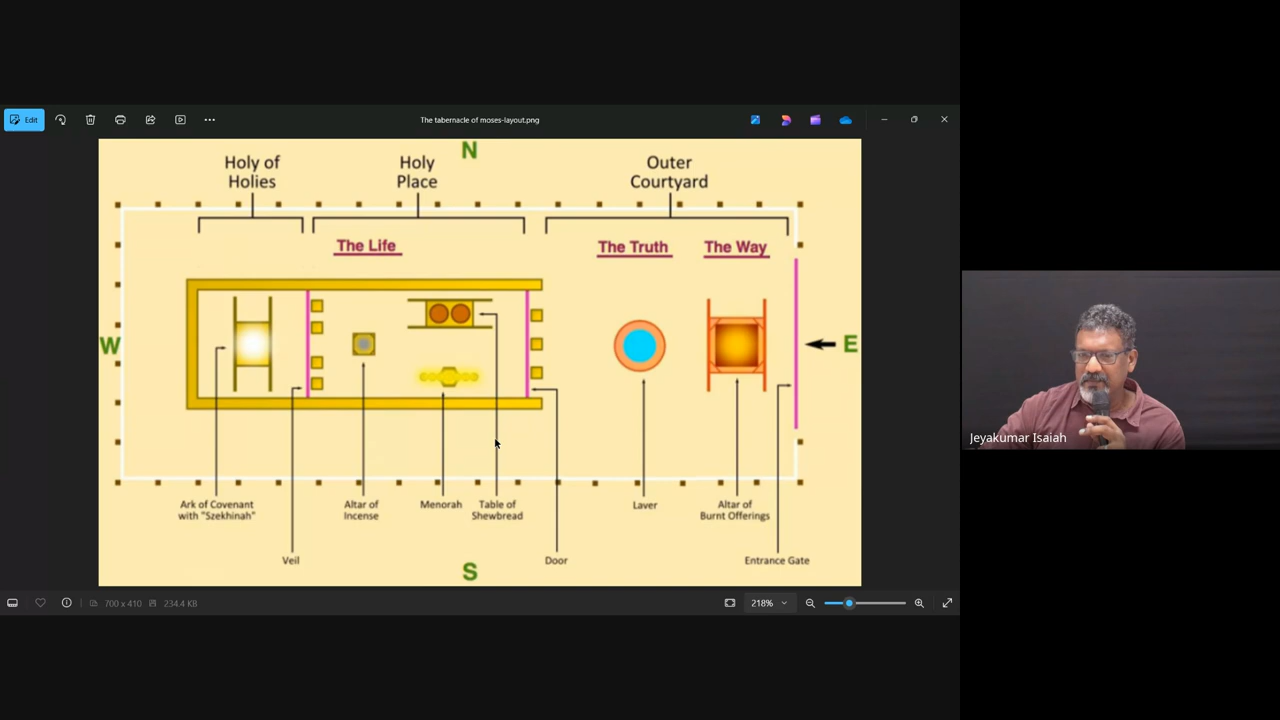 Edit
The tabernacle of moses-layout.png
N
Holy of
Holies
Holy
Place
Outer
Courtyard
The Life
The Truth
The Way
W
E
Jeyakumar Isaiah
Ark of Covenant
with "Szekhinah"
Altar of
Incense
Menorah
Table of
Shewbread
Laver
Altar of
Burnt Offerings
Veil
Door
Entrance Gate
S
700 x 410
234.4 KB
218%